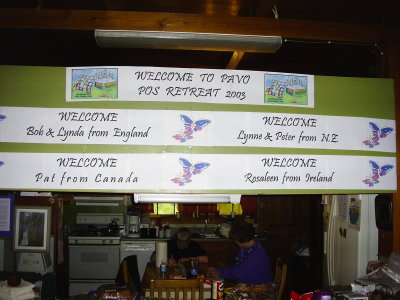 WELCOME TO PAVO
POS RETREAT 2003
WELCOME
Bob & Lynda from England
WELCOME
Lynne & Peter from N.Z.
WELCOME
Pat from Canada
WELCOME
Rosaleen from Ireland